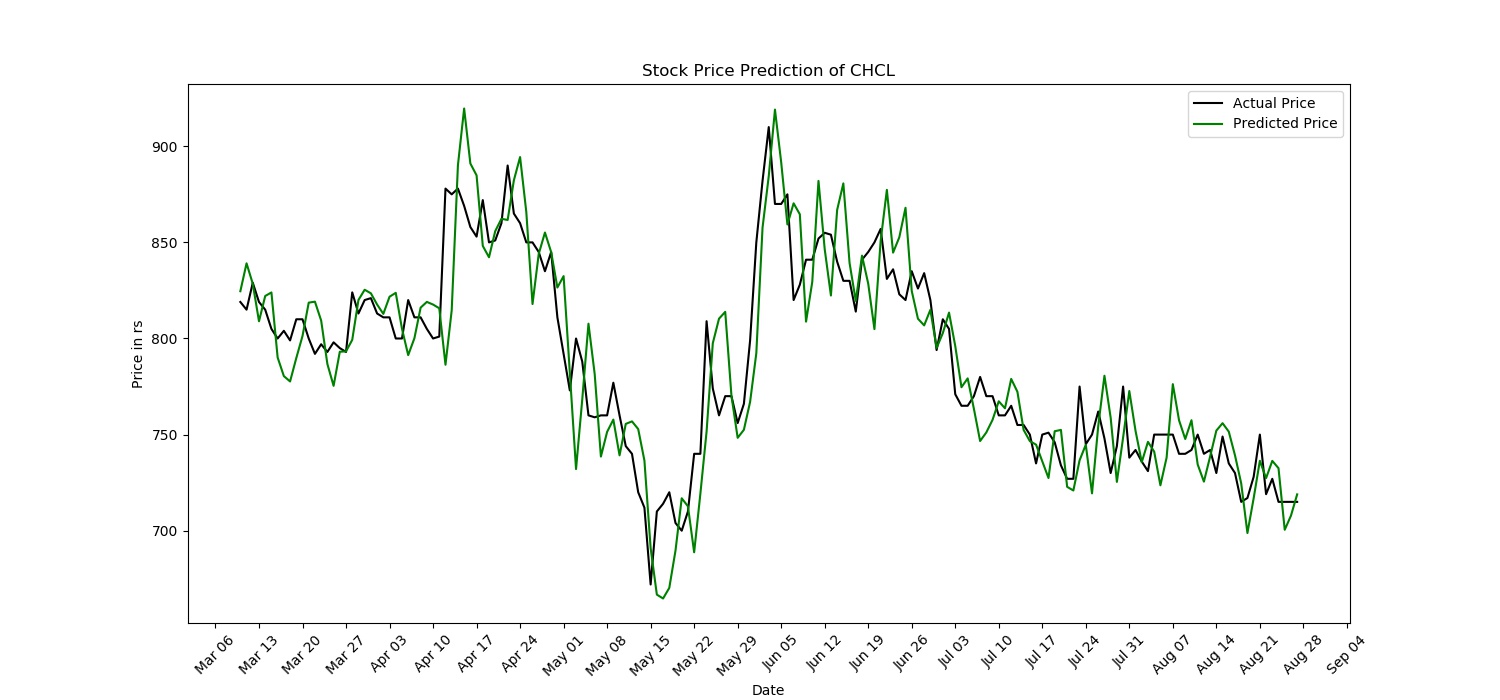 Stock Price Prediction of CHCL
Actual Price
Predicted Price
Price in rs
900
850
800
750
700
Mar 06
Mar 13
Mar 20
Mar 27
Apr 03
Apr 10
Apr 17
Apr 24
May 01
May 08
May 15
May 22
May 29
Jun 05
Jun 12
Jun 19
Jun 26
Jul 03
Jul 10
Jul 17
Jul 24
Jul 31
Aug 07
Aug 14
Aug 21
Aug 28
Sep 04
Date